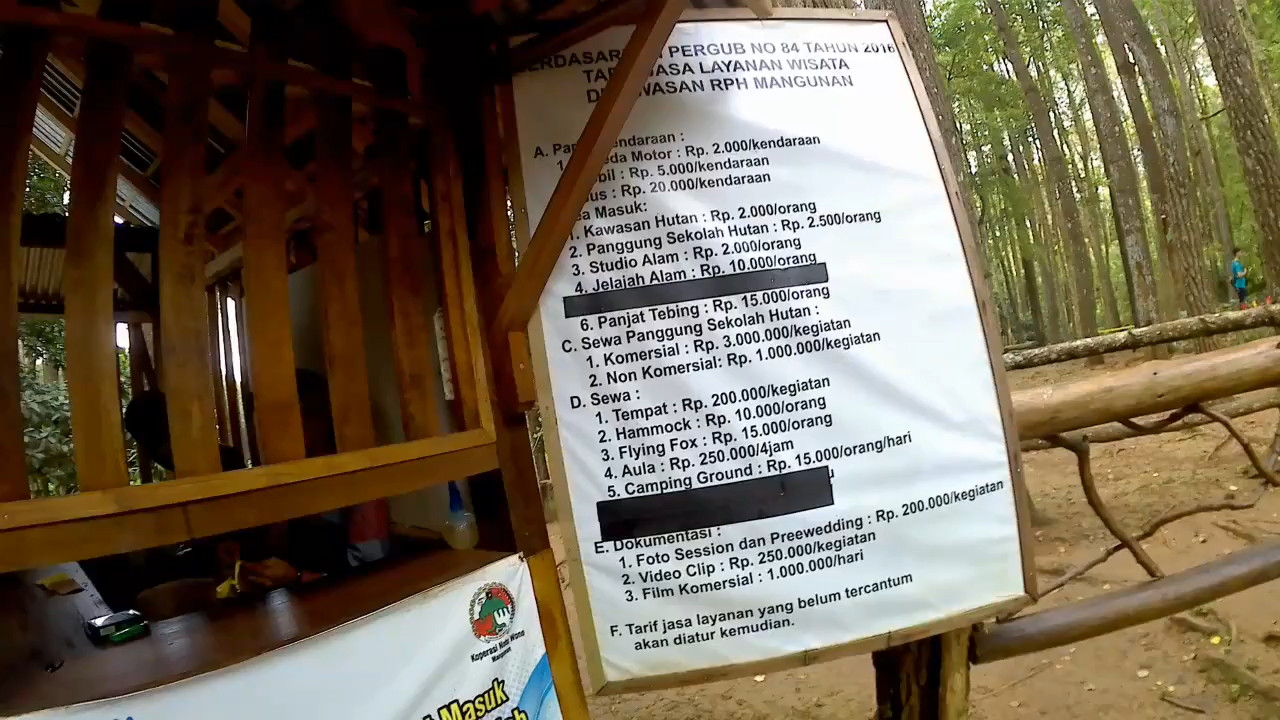 PERGUB NO 84 TAHUN 2016
JASA LAYANAN WISATA
RPH MANGUNAN
A.
Motor : Rp. 2.000/kendaraan
: Rp. 5.000/kendaraan
: Rp. 20.000/kendaraan
Masuk:
1. Kawasan Hutan : Rp. 2.000/orang
2. Panggung Sekolah Hutan : Rp. 2.500/orang
3. Studio Alam : Rp. 2.000/orang
4. Jelajah Alam : Rp. 10.000/orang
6. Panjat Tebing : Rp. 15.000/orang
C. Sewa Panggung Sekolah Hutan :
1. Komersial : Rp. 3.000.000/kegiatan
2. Non Komersial: Rp. 1.000.000/kegiatan
D. Sewa :
1. Tempat : Rp. 200.000/kegiatan
2. Hammock : Rp. 10.000/orang
3. Flying Fox : Rp. 15.000/orang
4. Aula : Rp. 250.000/4jam
5. Camping Ground : Rp. 15.000/orang/hari
E. Dokumentasi :
1. Foto Session dan Preewedding : Rp. 200.000/kegiatan
2. Video Clip : Rp. 250.000/kegiatan
3. Film Komersial : 1.000.000/hari
F. Tarif jasa layanan yang belum tercantum
akan diatur kemudian.
Koperasi Noto Wono
Mangunan
Masuk